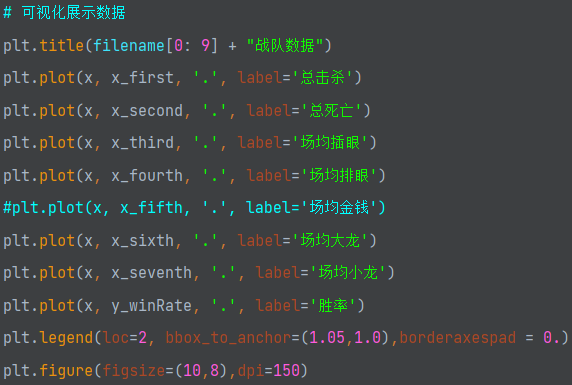 # 可视化展示数据
plt.title(filename[0: 9] + "战队数据")
plt.plot(x, x_first, '.', label='总击杀')
plt.plot(x, x_second, '.', label='总死亡')
plt.plot(x, x_third, '.', label='场均插眼')
plt.plot(x, x_fourth, '.', label='场均排眼')
#plt.plot(x, x_fifth, '.', label='场均金钱')
plt.plot(x, x_sixth, '.', label='场均大龙')
plt.plot(x, x_seventh, '.', label='场均小龙')
plt.plot(x, y_winRate, '.', label='胜率')
plt.legend(loc=2, bbox_to_anchor=(1.05,1.0),borderaxespad = 0.)
plt.figure(figsize=(10,8),dpi=150)